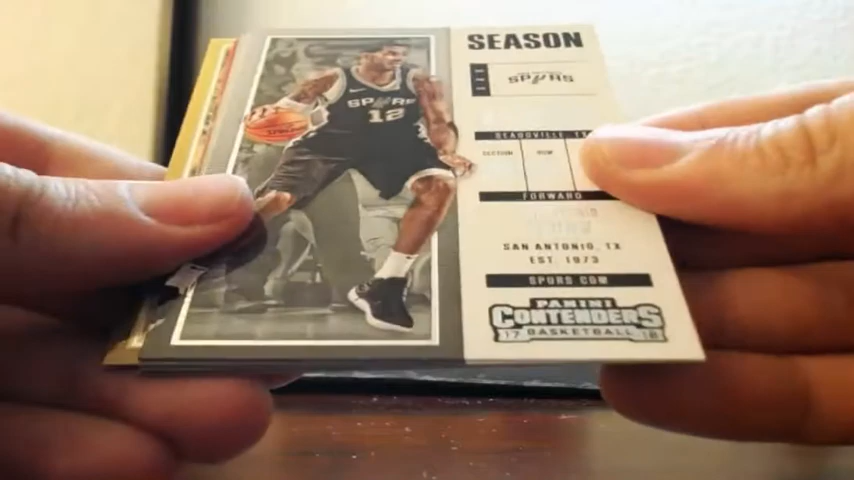 SEASON
SPURS
SPURS
12
SEADUVILLE TX
SECTION ROW
FORWARD
SAN ANTONIO, TX
EST. 1973
SPURS.COM
PANINI
CONTENDERS
17 BASKETBALL 18